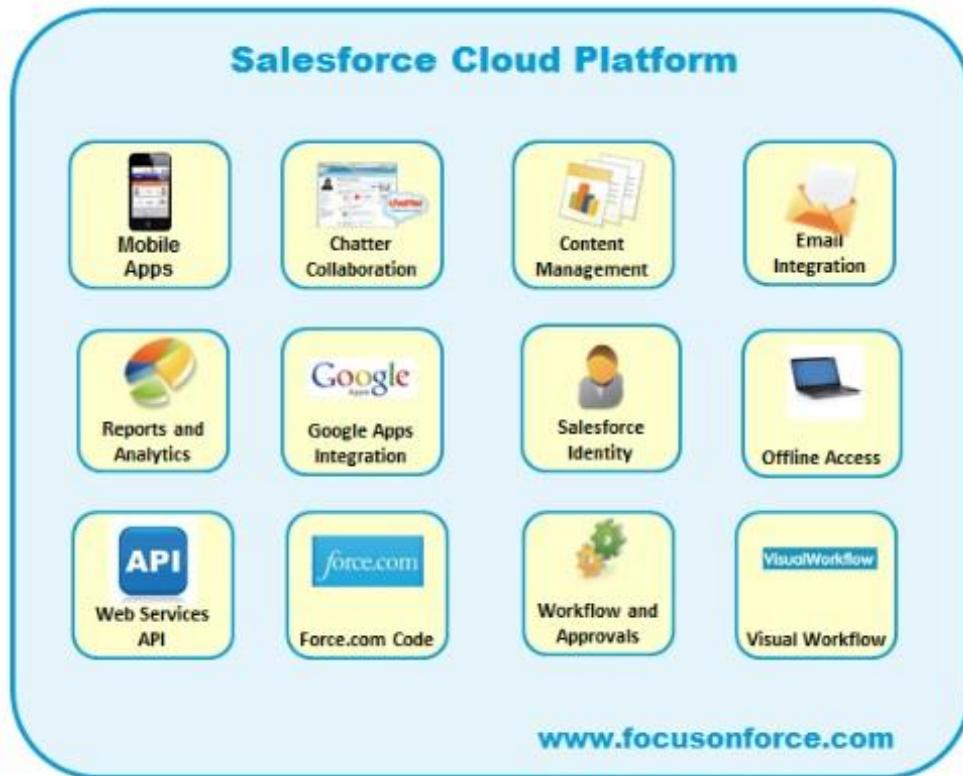 Salesforce Cloud Platform
Mobile
Apps
Chatter
Chatter
Collaboration
Content
Management
Email
Integration
Reports and
Analytics
Google
Apps
Google Apps
Integration
Salesforce
Identity
Offline Access
API
Web Services
API
force.com
Force.com Code
Workflow and
Approvals
VisualWorkflow
Visual Workflow
www.focusonforce.com